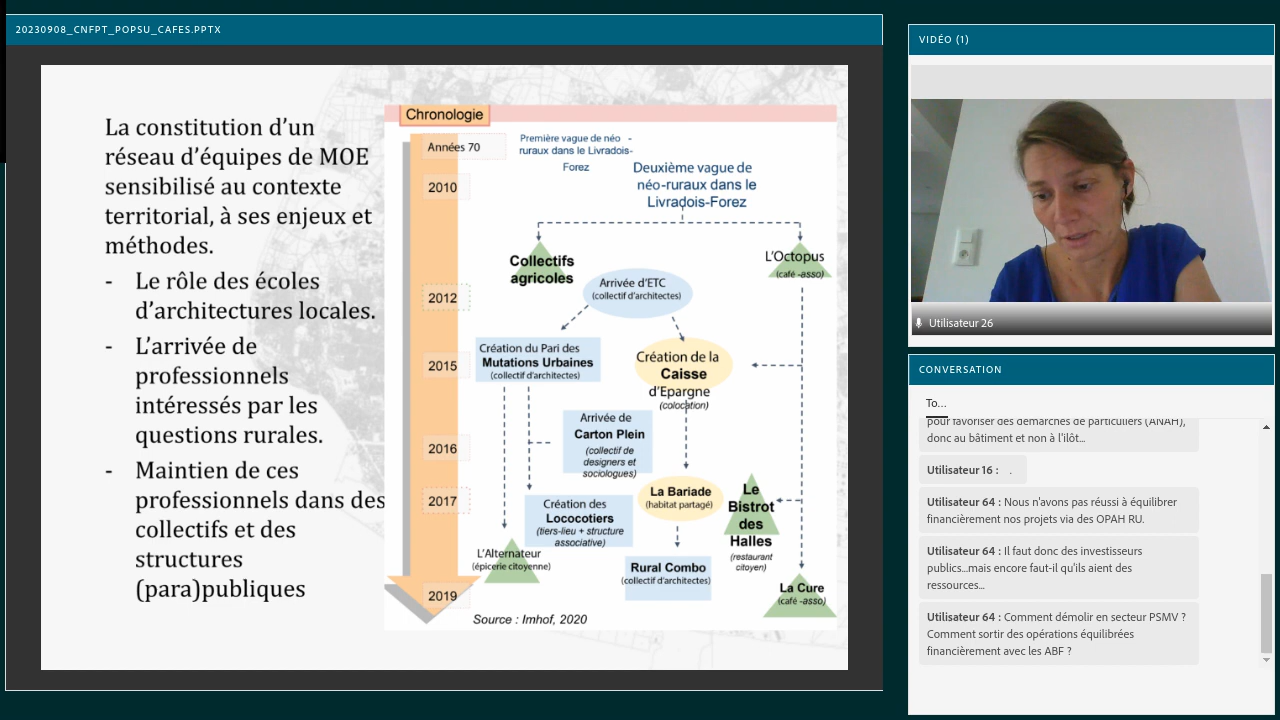 20230908_CNFPT_POPSU_CAFES.PPTX
La constitution d’un
réseau d’équipes de MOE
sensibilisé au contexte
territorial, à ses enjeux et
méthodes.
- Le rôle des écoles
d’architectures locales.
- L’arrivée de
professionnels
intéressés par les
questions rurales.
- Maintien de ces
professionnels dans des
collectifs et des
structures
(para)publiques
Chronologie
Années 70
Première vague de néo -
ruraux dans le Livradois-
Forez
2010
Deuxième vague de
néo-ruraux dans le
Livradois-Forez
Collectifs
agricoles
L’Octopus
(café -asso)
2012
Arrivée d’ETC
(collectif d’architectes)
2015
Création du Pari des
Mutations Urbaines
(collectif d’architectes)
Création de la
Caisse
d’Epargne
(colocation)
2016
Arrivée de
Carton Plein
(collectif de
designers et
sociologues)
2017
Création des
Lococotiers
(tiers-lieu + structure
associative)
La Bariade
(habitat partagé)
Le
Bistrot
des
Halles
(restaurant
citoyen)
L’Alternateur
(épicerie citoyenne)
Rural Combo
(collectif d’architectes)
La Cure
(café -asso)
2019
Source : Imhof, 2020
VIDÉO (1)
Utilisateur 26
CONVERSATION
To...
pour favoriser des démarches de particuliers (ANAH),
donc au bâtiment et non à l'ilôt...
Utilisateur 16 : .
Utilisateur 64 : Nous n'avons pas réussi à équilibrer
financièrement nos projets via des OPAH RU.
Utilisateur 64 : Il faut donc des investisseurs
publics...mais encore faut-il qu'ils aient des
ressources...
Utilisateur 64 : Comment démolir en secteur PSMV ?
Comment sortir des opérations équilibrées
financièrement avec les ABF ?